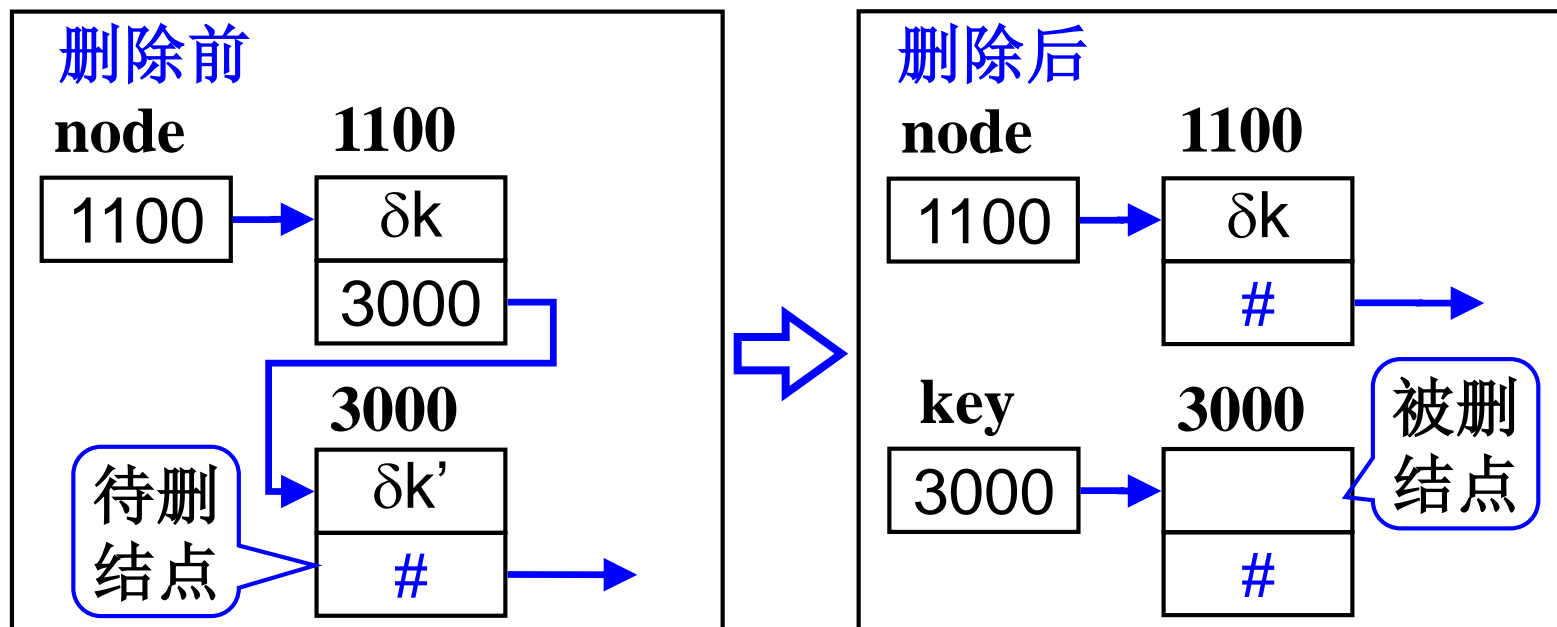 删除前
node 1100
1100 δk
3000
3000
待删
结点
δk’
#
删除后
node 1100
1100 δk
#
key 3000
3000
#
被删
结点